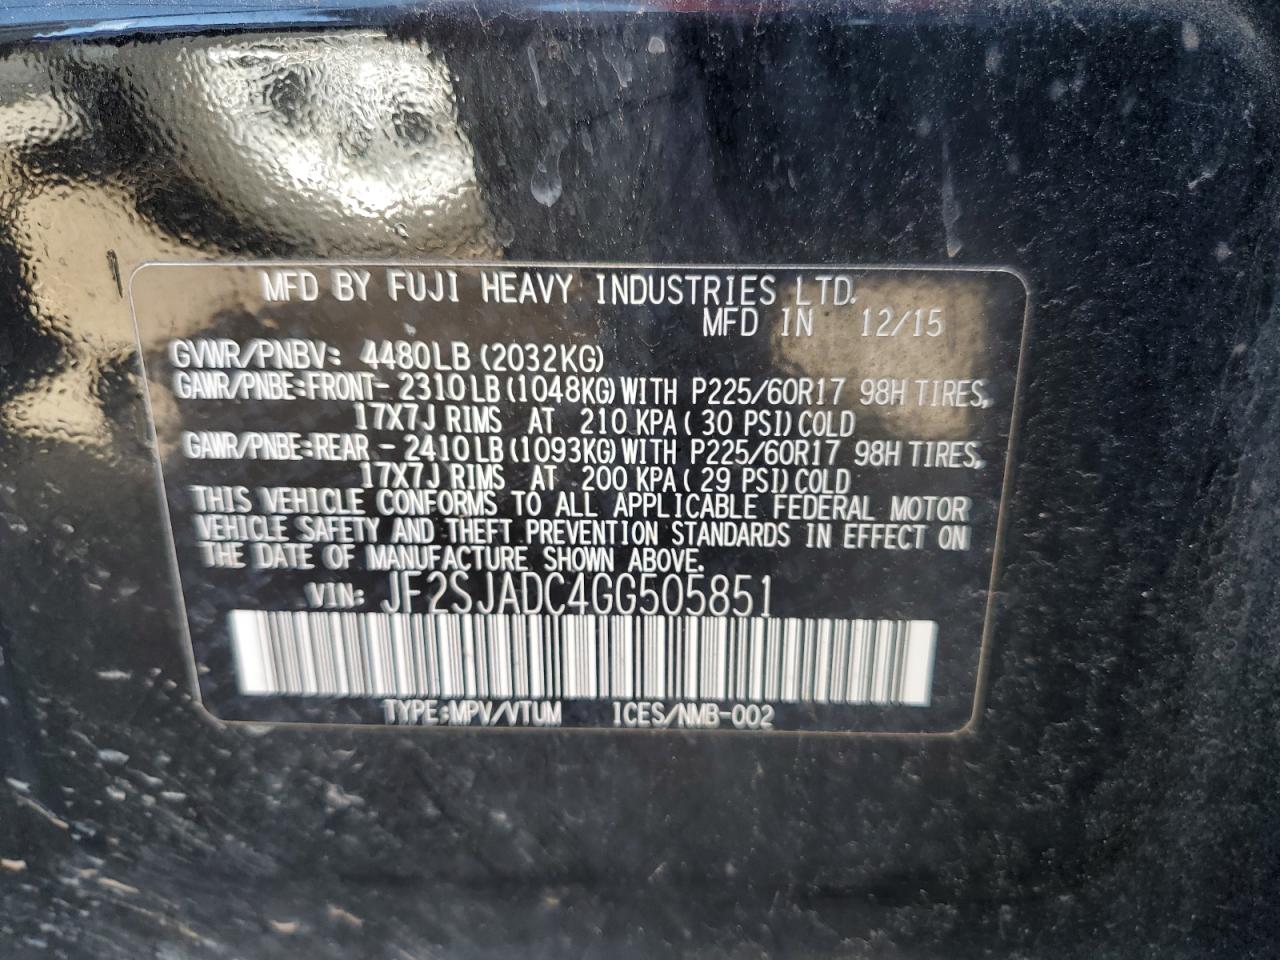 MFD BY FUJI HEAVY INDUSTRIES LTD.
MFD IN 12/15
GVWR/PNBV: 4480LB (2032KG)
GAWR/PNBE:FRONT- 2310 LB (1048KG) WITH P225/60R17 98H TIRES,
17X7J RIMS AT 210 KPA ( 30 PSI) COLD
GAWR/PNBE:REAR - 2410 LB (1093KG) WITH P225/60R17 98H TIRES,
17X7J RIMS AT 200 KPA ( 29 PSI) COLD
THIS VEHICLE CONFORMS TO ALL APPLICABLE FEDERAL MOTOR
VEHICLE SAFETY AND THEFT PREVENTION STANDARDS IN EFFECT ON
THE DATE OF MANUFACTURE SHOWN ABOVE.
VIN: JF2SJADC4GG505851
TYPE:MPV/VTUM ICES/NMB-002